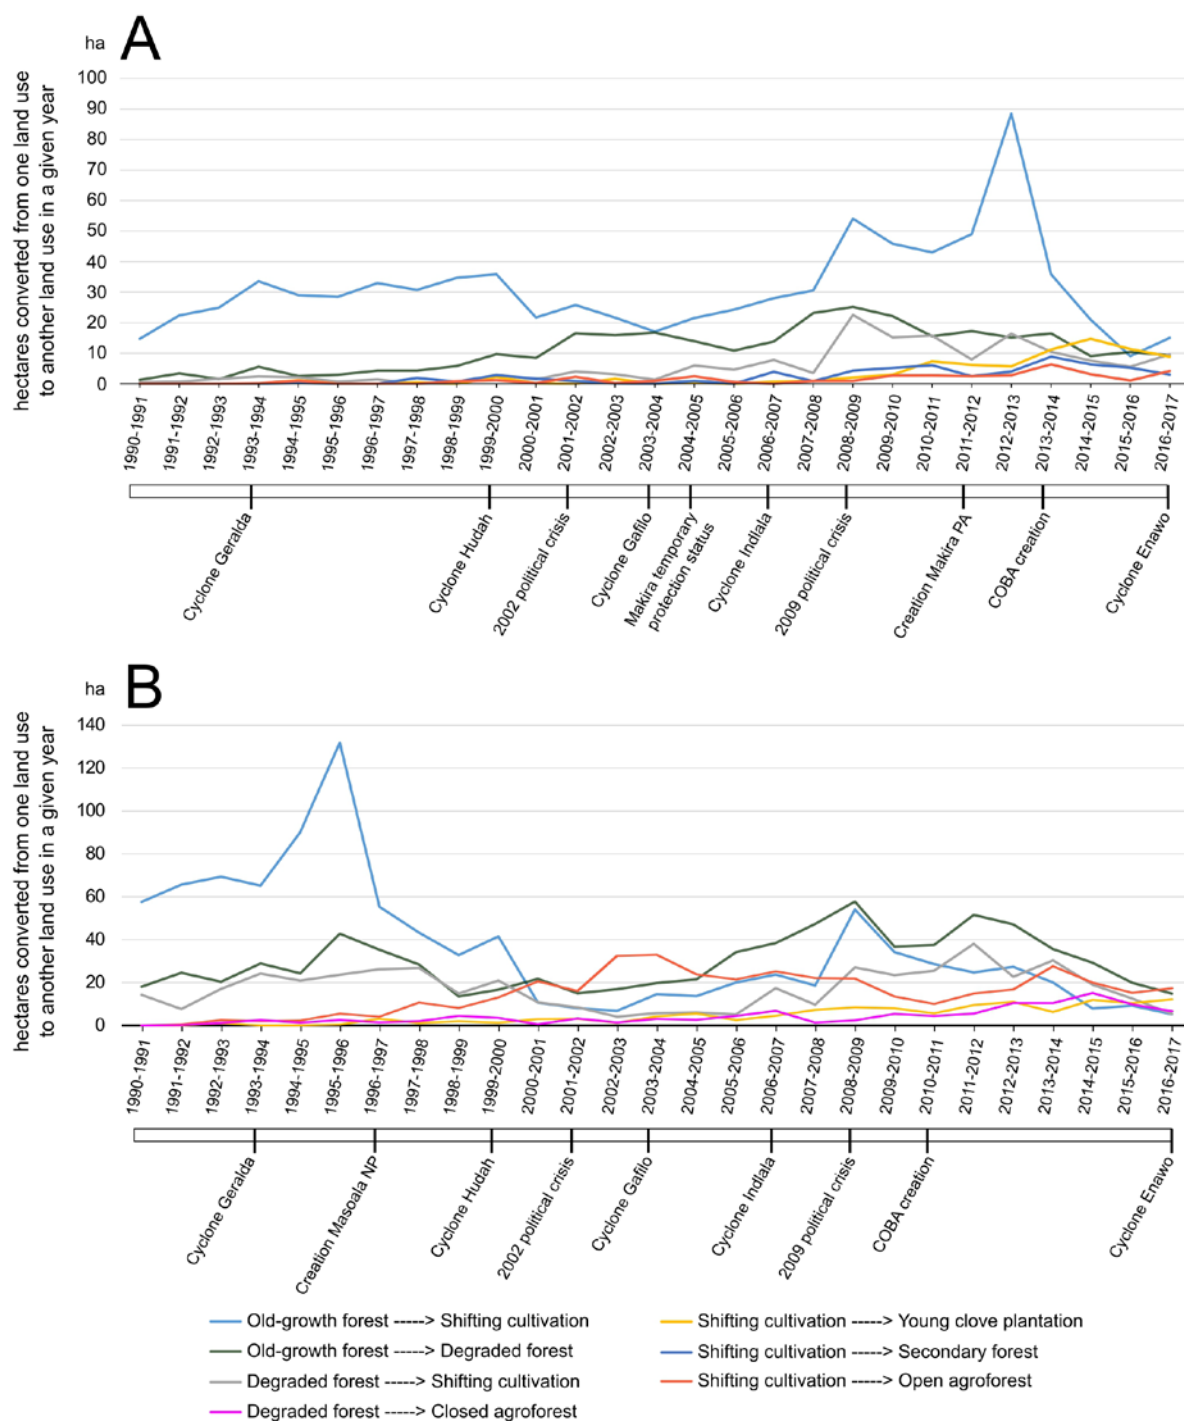 A
ha
hectares converted from one land use
to another land use in a given year
100
90
80
70
60
50
40
30
20
10
0
1990-1991
1991-1992
1992-1993
1993-1994
1994-1995
1995-1996
1996-1997
1997-1998
1998-1999
1999-2000
2000-2001
2001-2002
2002-2003
2003-2004
2004-2005
2005-2006
2006-2007
2007-2008
2008-2009
2009-2010
2010-2011
2011-2012
2012-2013
2013-2014
2014-2015
2015-2016
2016-2017
Cyclone Geralda
Cyclone Hudah
2002 political crisis
Cyclone Gafilo
Makira temporary
protection status
Cyclone Indlala
2009 political crisis
Creation Makira PA
COBA creation
Cyclone Enawo
B
ha
hectares converted from one land use
to another land use in a given year
140
120
100
80
60
40
20
0
1990-1991
1991-1992
1992-1993
1993-1994
1994-1995
1995-1996
1996-1997
1997-1998
1998-1999
1999-2000
2000-2001
2001-2002
2002-2003
2003-2004
2004-2005
2005-2006
2006-2007
2007-2008
2008-2009
2009-2010
2010-2011
2011-2012
2012-2013
2013-2014
2014-2015
2015-2016
2016-2017
Cyclone Geralda
Creation Masoala NP
Cyclone Hudah
2002 political crisis
Cyclone Gafilo
Cyclone Indlala
2009 political crisis
COBA creation
Cyclone Enawo
Old-growth forest -----> Shifting cultivation
Old-growth forest -----> Degraded forest
Degraded forest -----> Shifting cultivation
Degraded forest -----> Closed agroforest
Shifting cultivation -----> Young clove plantation
Shifting cultivation -----> Secondary forest
Shifting cultivation -----> Open agroforest